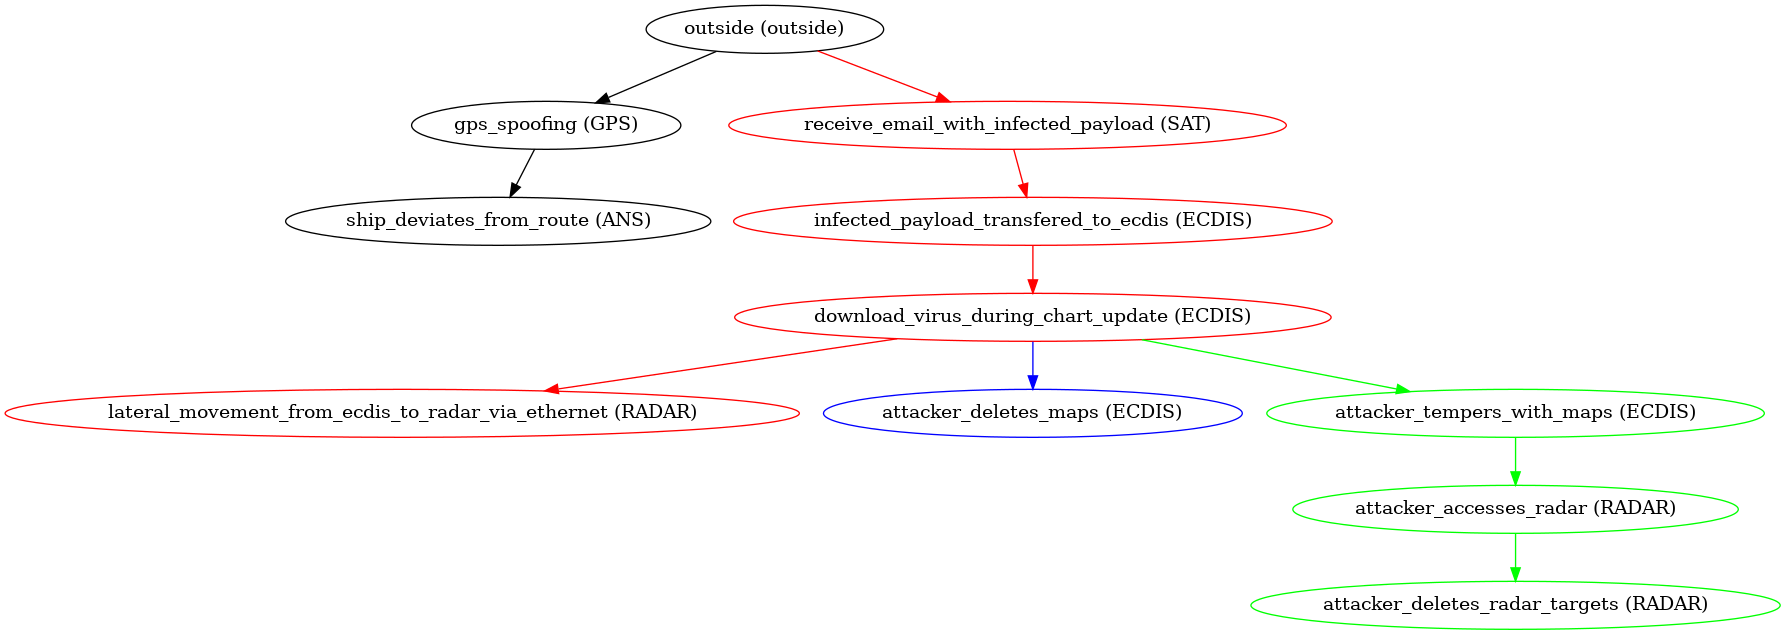 outside (outside)
gps_spoofing (GPS)
receive_email_with_infected_payload (SAT)
ship_deviates_from_route (ANS)
infected_payload_transfered_to_ecdis (ECDIS)
download_virus_during_chart_update (ECDIS)
lateral_movement_from_ecdis_to_radar_via_ethernet (RADAR)
attacker_deletes_maps (ECDIS)
attacker_tempers_with_maps (ECDIS)
attacker_accesses_radar (RADAR)
attacker_deletes_radar_targets (RADAR)